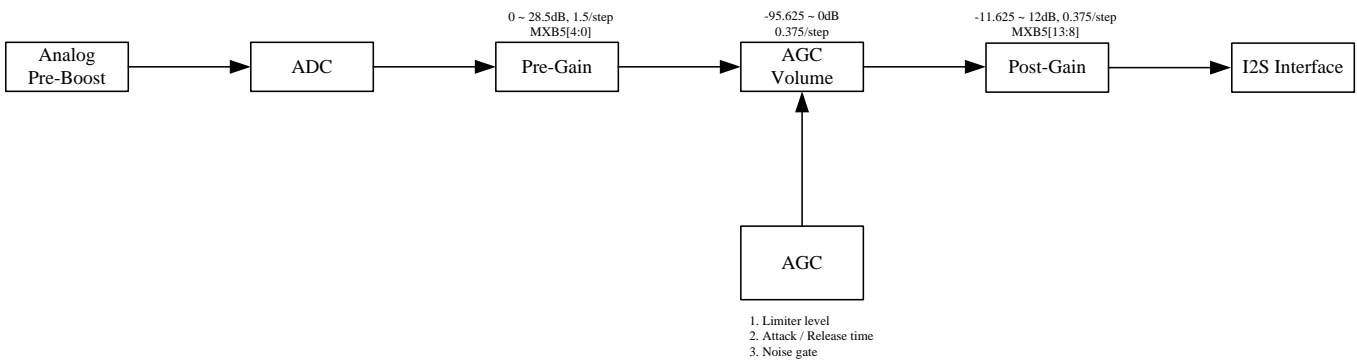 0 ~ 28.5dB, 1.5/step
MXB5[4:0]
-95.625 ~ 0dB
0.375/step
-11.625 ~ 12dB, 0.375/step
MXB5[13:8]
Analog
Pre-Boost
ADC
Pre-Gain
AGC
Volume
Post-Gain
I2S Interface
AGC
1. Limiter level
2. Attack / Release time
3. Noise gate